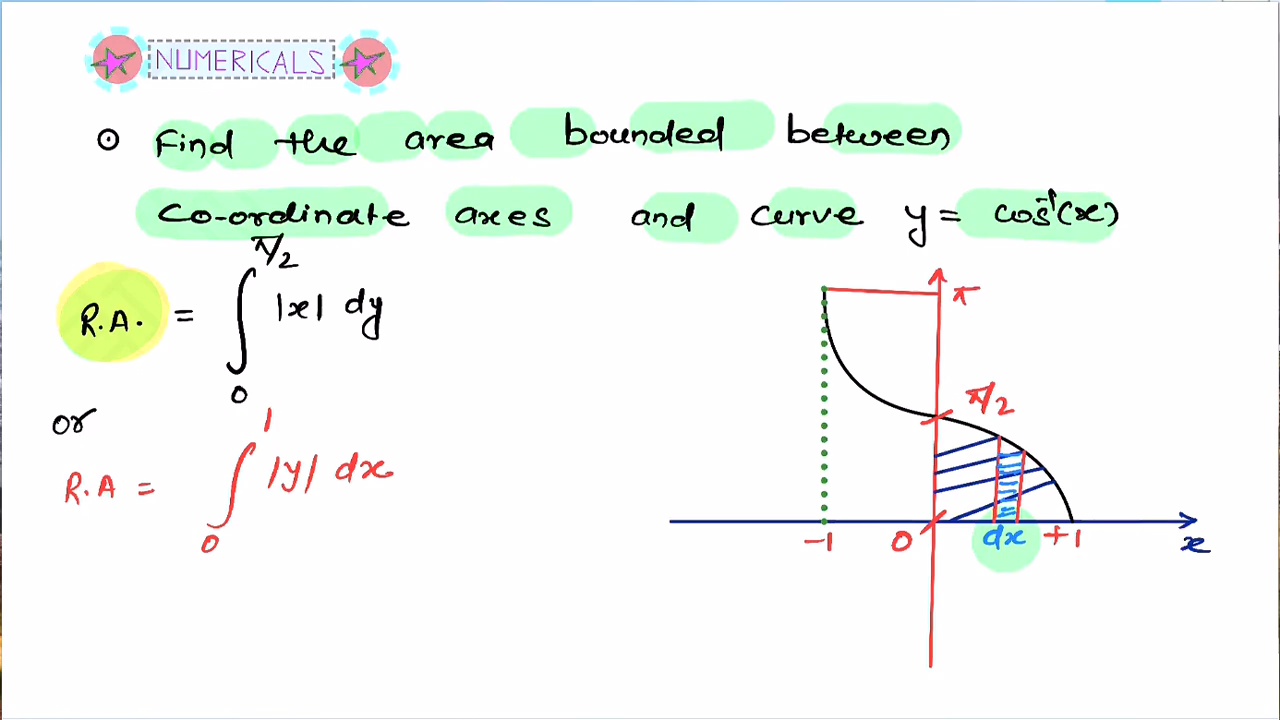 NUMERICALS
⊙ Find the area bounded between
Co-ordinate axes and curve y = cos⁻¹(x)
R.A. = ∫₀^{π/2} |x| dy
or
R.A = ∫₀^{1} |y| dx
π
π/2
-1 0 dx +1 x